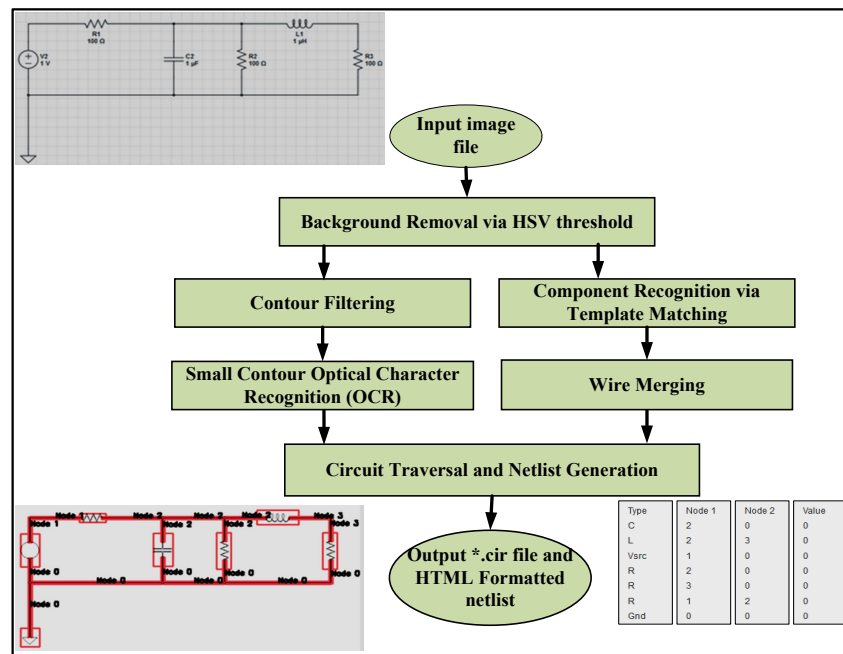 R1
100 Ω
L1
1 µH
V2
1 V
C2
1 µF
R2
100 Ω
R3
100 Ω
Input image
file
Background Removal via HSV threshold
Contour Filtering
Component Recognition via
Template Matching
Small Contour Optical Character
Recognition (OCR)
Wire Merging
Circuit Traversal and Netlist Generation
Output *.cir file and
HTML Formatted
netlist
Node 1 Node 2 Node 2 Node 3
Node 1 Node 2 Node 2 Node 3
Node 0 Node 0 Node 0 Node 0
Node 0 Node 0 Node 0
Node 0
Type Node 1 Node 2 Value
C 2 0 0
L 2 3 0
Vsrc 1 0 0
R 2 0 0
R 3 0 0
R 1 2 0
Gnd 0 0 0